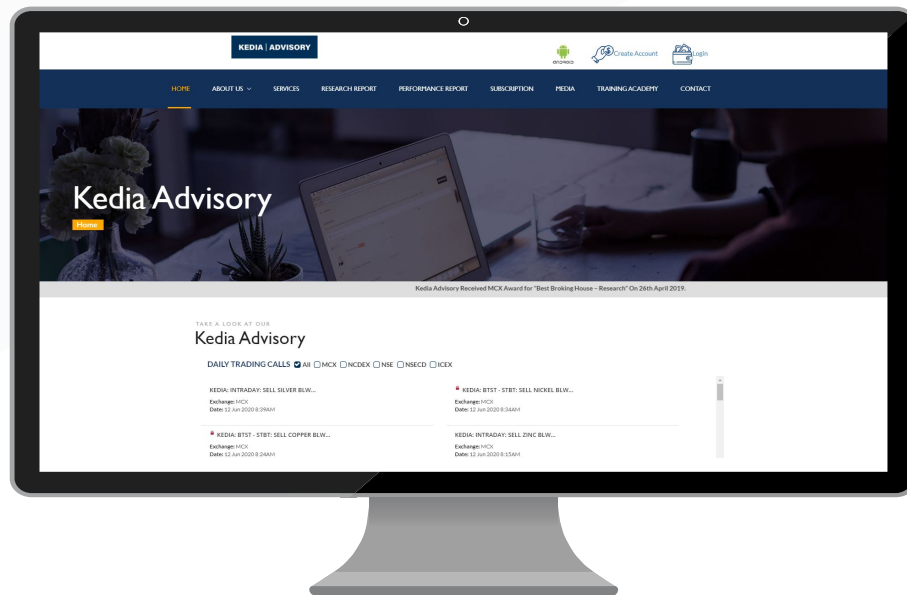 KEDIA | ADVISORY
ANDROID
Create Account
Login
HOME ABOUT US SERVICES RESEARCH REPORT PERFORMANCE REPORT SUBSCRIPTION MEDIA TRAINING ACADEMY CONTACT
Kedia Advisory
Home
Kedia Advisory Received MCX Award for "Best Broking House – Research" On 26th April 2019.
TAKE A LOOK AT OUR
Kedia Advisory
DAILY TRADING CALLS All MCX NCDEX NSE NSECD ICEX
KEDIA: INTRADAY: SELL SILVER BLW...
Exchange: MCX
Date: 12 Jun 2020 8:39AM
KEDIA: BTST - STBT: SELL NICKEL BLW...
Exchange: MCX
Date: 12 Jun 2020 8:34AM
KEDIA: BTST - STBT: SELL COPPER BLW...
Exchange: MCX
Date: 12 Jun 2020 8:24AM
KEDIA: INTRADAY: SELL ZINC BLW...
Exchange: MCX
Date: 12 Jun 2020 8:15AM